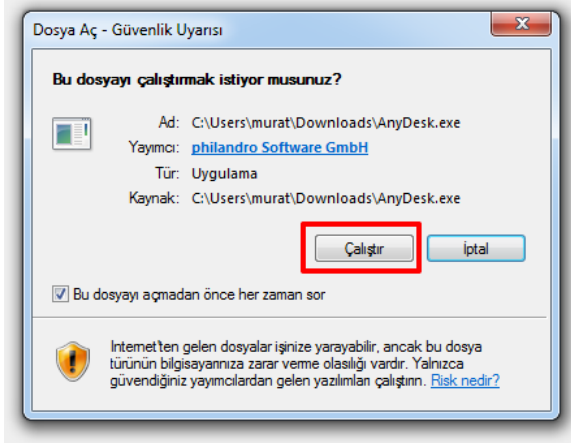 Dosya Aç - Güvenlik Uyarısı
Bu dosyayı çalıştırmak istiyor musunuz?
Ad: C:\Users\murat\Downloads\AnyDesk.exe
Yayımcı: philandro Software GmbH
Tür: Uygulama
Kaynak: C:\Users\murat\Downloads\AnyDesk.exe
Çalıştır İptal
Bu dosyayı açmadan önce her zaman sor
Internet'ten gelen dosyalar işinize yarayabilir, ancak bu dosya
türünün bilgisayarınıza zarar verme olasılığı vardır. Yalnızca
güvendiğiniz yayımcılardan gelen yazılımları çalıştırın. Risk nedir?